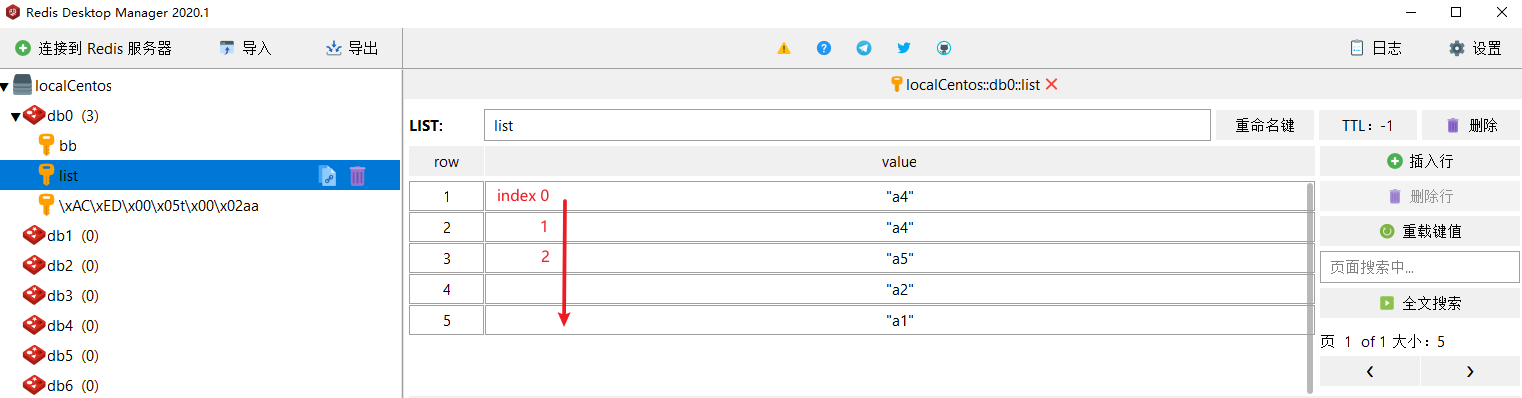 Redis Desktop Manager 2020.1
连接到 Redis 服务器 导入 导出 日志 设置
localCentos localCentos::db0::list
db0 (3) LIST: list 重命名键 TTL：-1 删除
bb row value 插入行
list 1 index 0 "a4" 删除行
\xAC\xED\x00\x05t\x00\x02aa 2 1 "a4" 重载键值
db1 (0) 3 2 "a5" 页面搜索中...
db2 (0) 4 "a2" 全文搜索
db3 (0) 5 "a1"
db4 (0) 页 1 of 1 大小：5
db5 (0)
db6 (0)